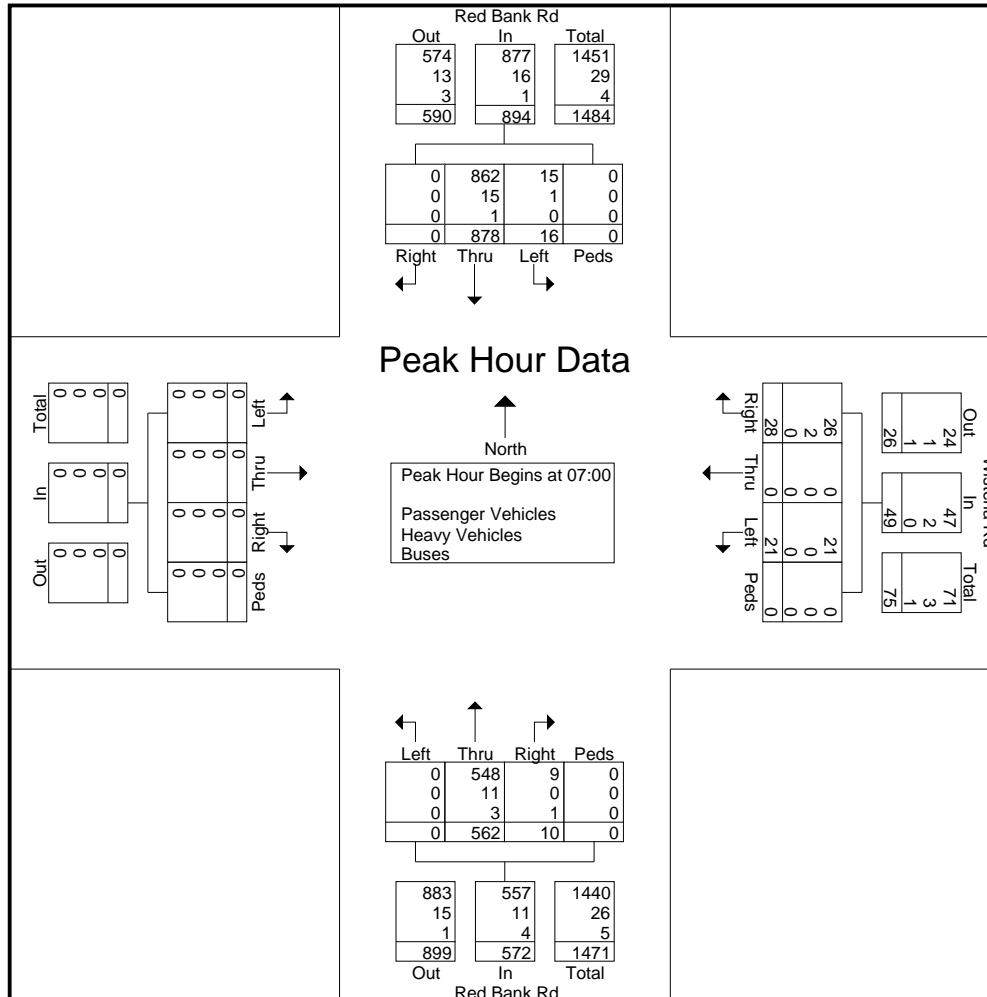 Red Bank Rd
Out In Total
574 877 1451
13 16 29
3 1 4
590 894 1484
0 862 15 0
0 15 1 0
0 1 0 0
0 878 16 0
Right Thru Left Peds
Peak Hour Data
North
Peak Hour Begins at 07:00
Passenger Vehicles
Heavy Vehicles
Buses
Total
0 0 0 0
In
0 0 0 0
Out
0 0 0 0
Left
0 0 0 0
Thru
0 0 0 0
Right
0 0 0 0
Peds
0 0 0 0
Right
26 2 0 28
Thru
0 0 0 0
Left
21 0 0 21
Peds
0 0 0 0
Out
24 1 1 26
In
47 2 0 49
Total
71 3 1 75
Rd
Left Thru Right Peds
0 548 9 0
0 11 0 0
0 3 1 0
0 562 10 0
883 557 1440
15 11 26
1 4 5
899 572 1471
Out In Total
Red Bank Rd